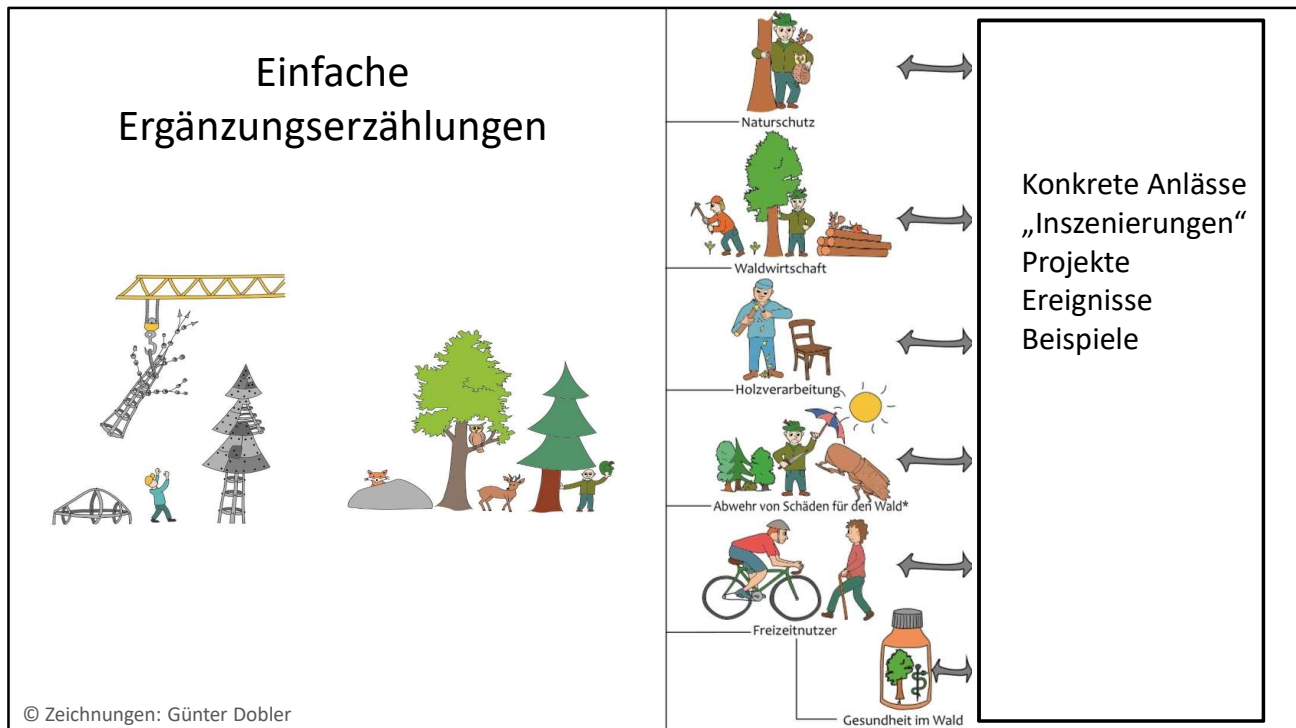 Einfache
Ergänzungserzählungen
Naturschutz
Waldwirtschaft
Holzverarbeitung
Abwehr von Schäden für den Wald*
Freizeitnutzer
Gesundheit im Wald
Konkrete Anlässe
„Inszenierungen“
Projekte
Ereignisse
Beispiele
© Zeichnungen: Günter Dobler